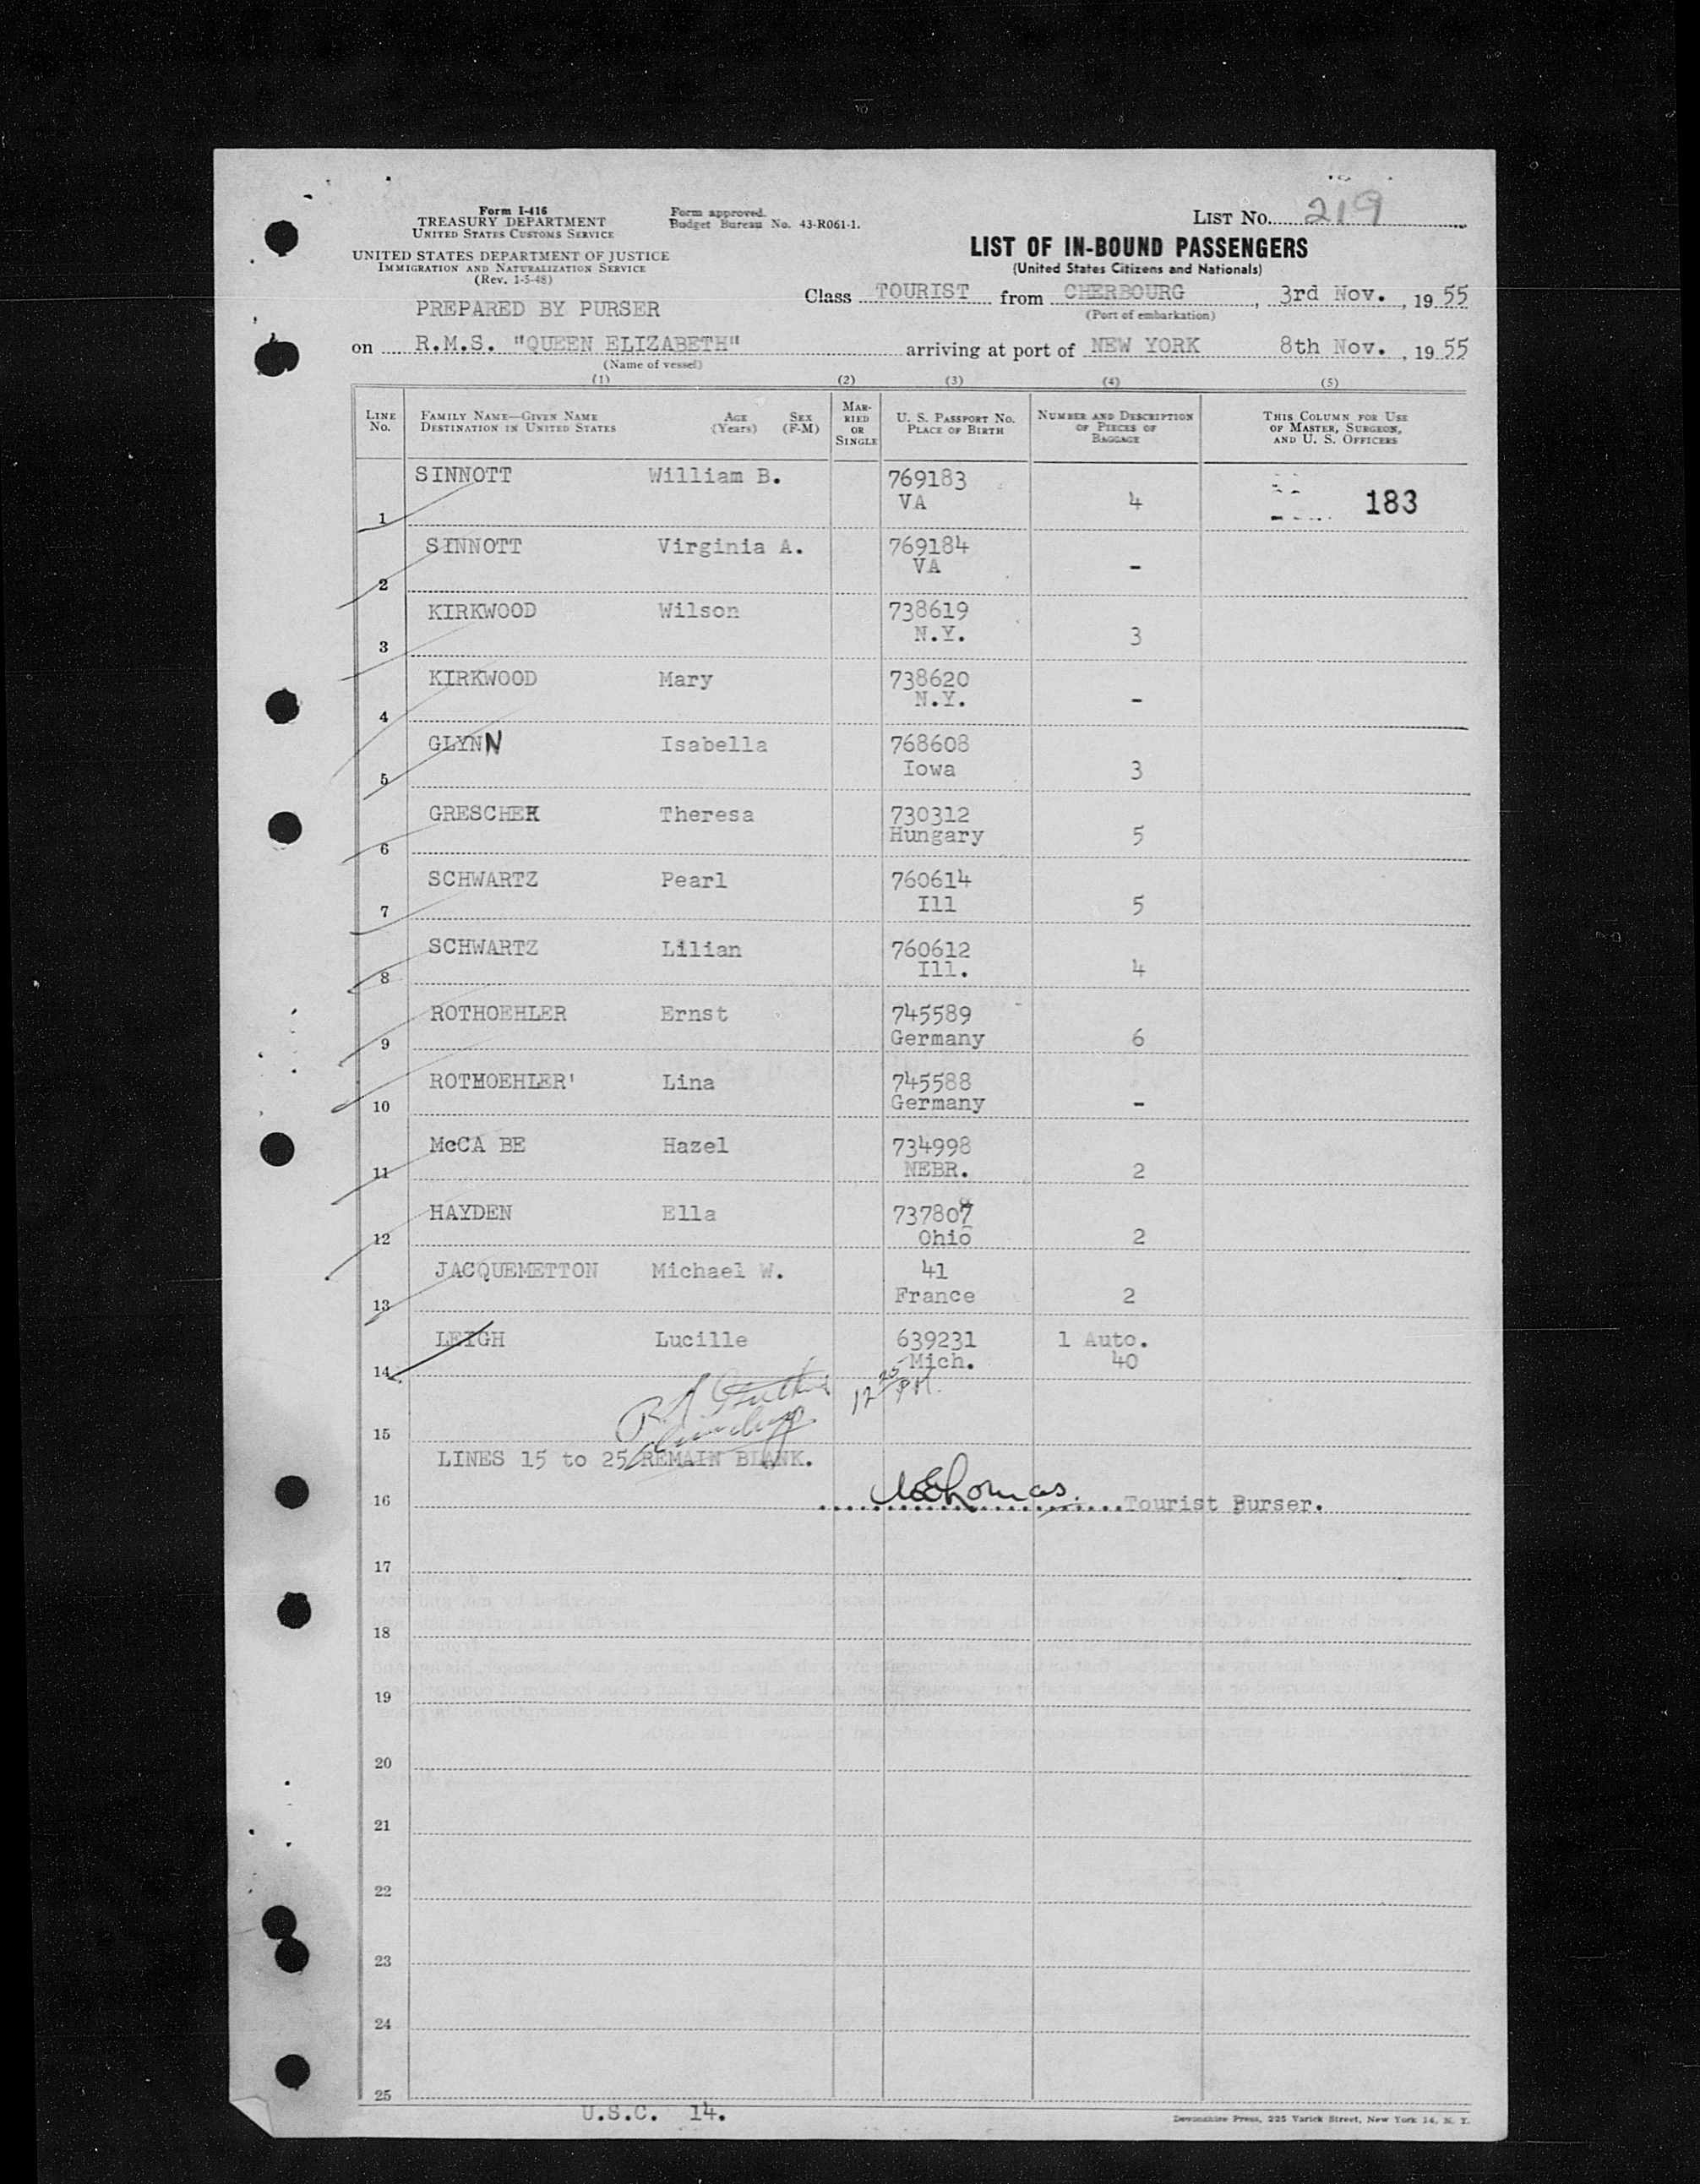 Form I-416
TREASURY DEPARTMENT
UNITED STATES CUSTOMS SERVICE
UNITED STATES DEPARTMENT OF JUSTICE
IMMIGRATION AND NATURALIZATION SERVICE
(Rev. 1-5-48)
Form approved.
Budget Bureau No. 43-R061-1.
LIST No. 219
LIST OF IN-BOUND PASSENGERS
(United States Citizens and Nationals)
PREPARED BY PURSER
Class TOURIST from CHERBOURG, 3rd Nov., 1955
(Port of embarkation)
on R.M.S. "QUEEN ELIZABETH" arriving at port of NEW YORK 8th Nov., 1955
(Name of vessel)
(1) (2) (3) (4) (5)
LINE No. FAMILY NAME—GIVEN NAME DESTINATION IN UNITED STATES AGE (Years) SEX (F-M) MARRIED OR SINGLE U. S. PASSPORT No. PLACE OF BIRTH NUMBER AND DESCRIPTION OF PIECES OF BAGGAGE THIS COLUMN FOR USE OF MASTER, SURGEON, AND U. S. OFFICERS
1 SINNOTT William B. 769183 VA 4 183
2 SINNOTT Virginia A. 769184 VA -
3 KIRKWOOD Wilson 738619 N.Y. 3
4 KIRKWOOD Mary 738620 N.Y. -
5 GLYNN Isabella 768608 Iowa 3
6 GRESCHEK Theresa 730312 Hungary 5
7 SCHWARTZ Pearl 760614 Ill 5
8 SCHWARTZ Lilian 760612 Ill. 4
9 ROTHOEHLER Ernst 745589 Germany 6
10 ROTHOEHLER' Lina 745588 Germany -
11 McCA BE Hazel 734998 NEBR. 2
12 HAYDEN Ella 737807 Ohio 2
13 JACQUEMETTON Michael W. 41 France 2
14 LEIGH Lucille 639231 Mich. 1 Auto. 40
12 25 PM.
15
LINES 15 to 25 REMAIN BLANK.
16 Thomas. Tourist Purser.
17
18
19
20
21
22
23
24
25
U.S.C. 14.
Devonshire Press, 225 Varick Street, New York 14, N. Y.